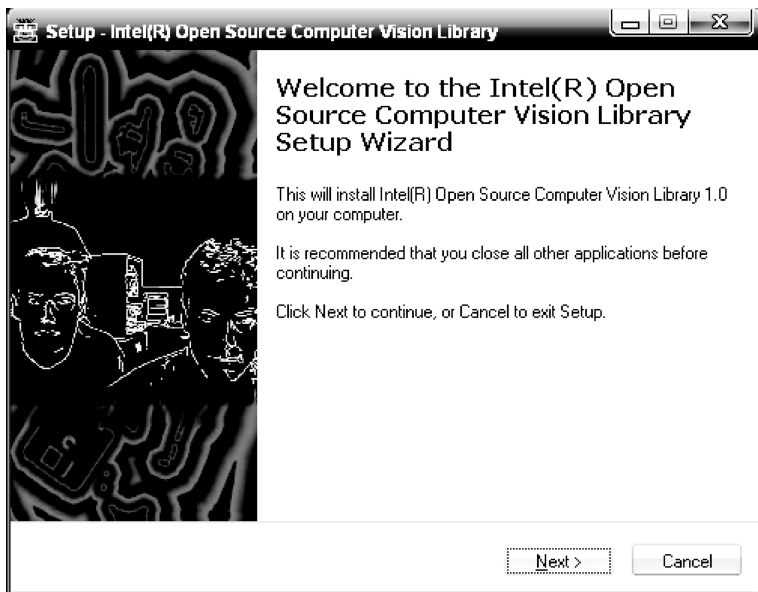 Setup - Intel(R) Open Source Computer Vision Library
Welcome to the Intel(R) Open
Source Computer Vision Library
Setup Wizard
This will install Intel(R) Open Source Computer Vision Library 1.0
on your computer.
It is recommended that you close all other applications before
continuing.
Click Next to continue, or Cancel to exit Setup.
Next >
Cancel